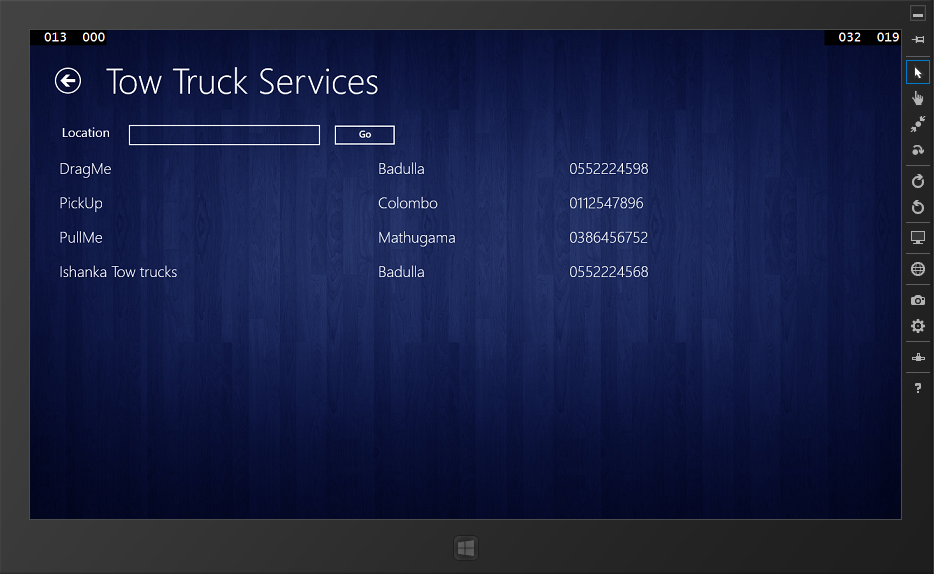 013 000 032 019
Tow Truck Services
Location Go
DragMe Badulla 0552224598
PickUp Colombo 0112547896
PullMe Mathugama 0386456752
Ishanka Tow trucks Badulla 0552224568
?